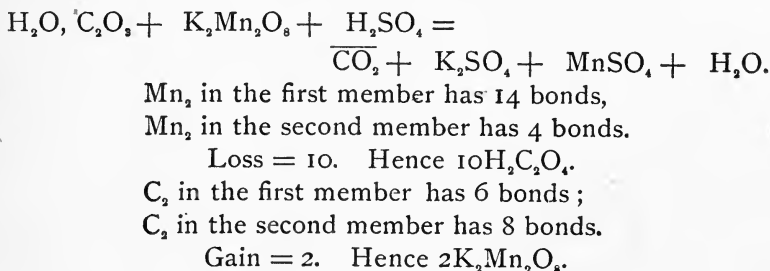 H₂O, C₂O₃ + K₂Mn₂O₈ + H₂SO₄ =
CO₂ + K₂SO₄ + MnSO₄ + H₂O.
Mn₂ in the first member has 14 bonds,
Mn₂ in the second member has 4 bonds.
Loss = 10. Hence 10H₂C₂O₄.
C₂ in the first member has 6 bonds;
C₂ in the second member has 8 bonds.
Gain = 2. Hence 2K₂Mn₂O₈.